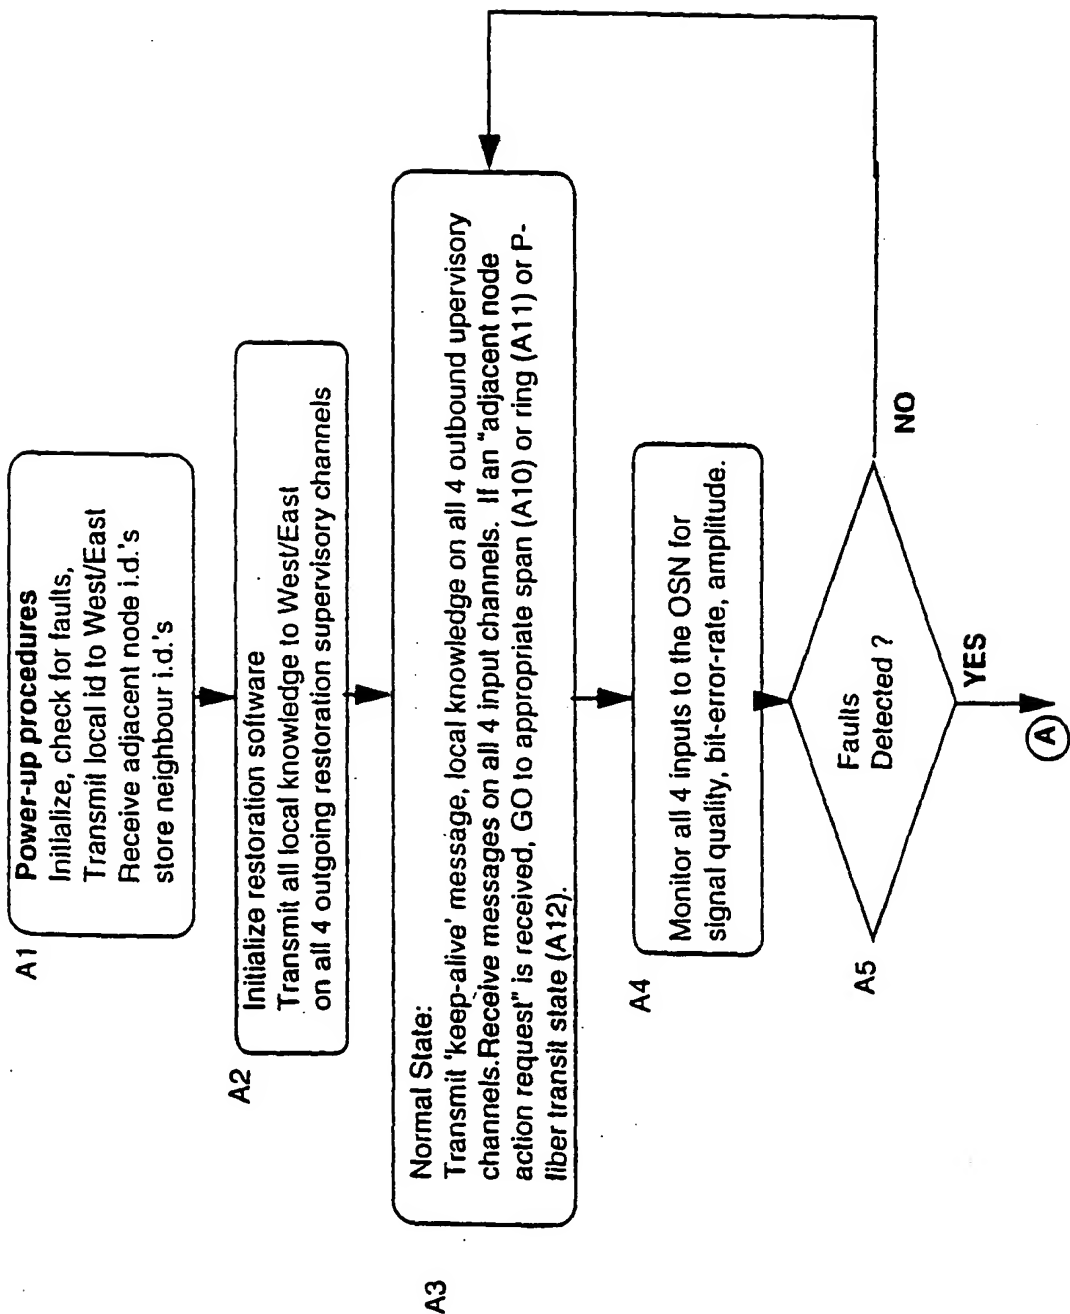 A1
Power-up procedures
Initialize, check for faults,
Transmit local id to West/East
Receive adjacent node i.d.'s
store neighbour i.d.'s
A2
Initialize restoration software
Transmit all local knowledge to West/East
on all 4 outgoing restoration supervisory channels
A3
Normal State:
Transmit 'keep-alive' message, local knowledge on all 4 outbound upervisory
channels.Receive messages on all 4 input channels. If an "adjacent node
action request" is received, GO to appropriate span (A10) or ring (A11) or P-
fiber transit state (A12).
A4
Monitor all 4 inputs to the OSN for
signal quality, bit-error-rate, amplitude.
A5
Faults
Detected ?
NO
YES
A